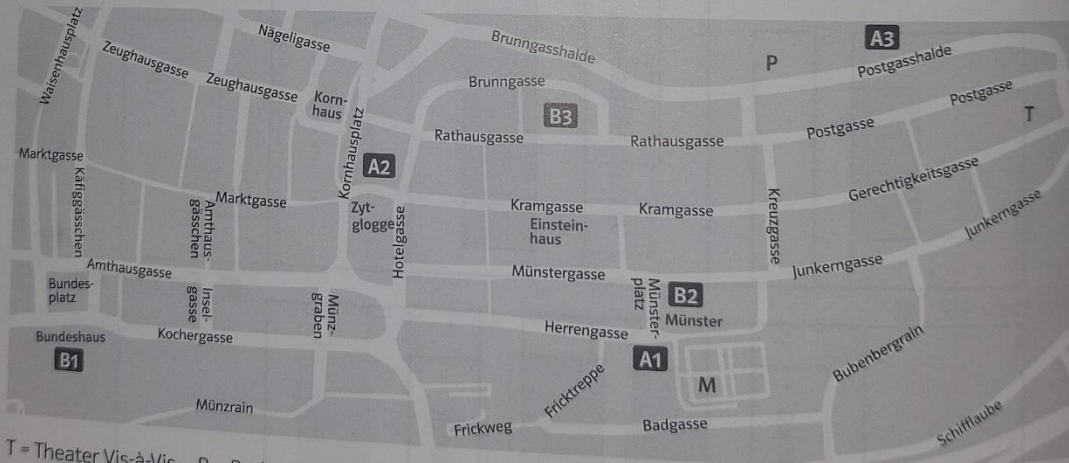 Waisenhausplatz
Nägeligasse
Brunngasshalde
A3
P
Postgasshalde
Zeughausgasse
Zeughausgasse
Brunngasse
Postgasse
Korn-
haus
B3
T
Kornhausplatz
Rathausgasse
Rathausgasse
Postgasse
Marktgasse
A2
Käfiggässchen
Gerechtigkeitsgasse
Marktgasse
Amthaus-
gässchen
Zyt-
glogge
Hotelgasse
Kramgasse
Kramgasse
Kreuzgasse
Junkerngasse
Einstein-
haus
Amthausgasse
Münstergasse
Junkerngasse
Bundes-
platz
Insel-
gasse
Münz-
graben
Münster-
platz
B2
Münster
Bundeshaus
B1
Kochergasse
Herrengasse
A1
M
Bubenbergrain
Fricktreppe
Münzrain
Frickweg
Badgasse
Schifflaube
T = Theater Vis-à-Vis